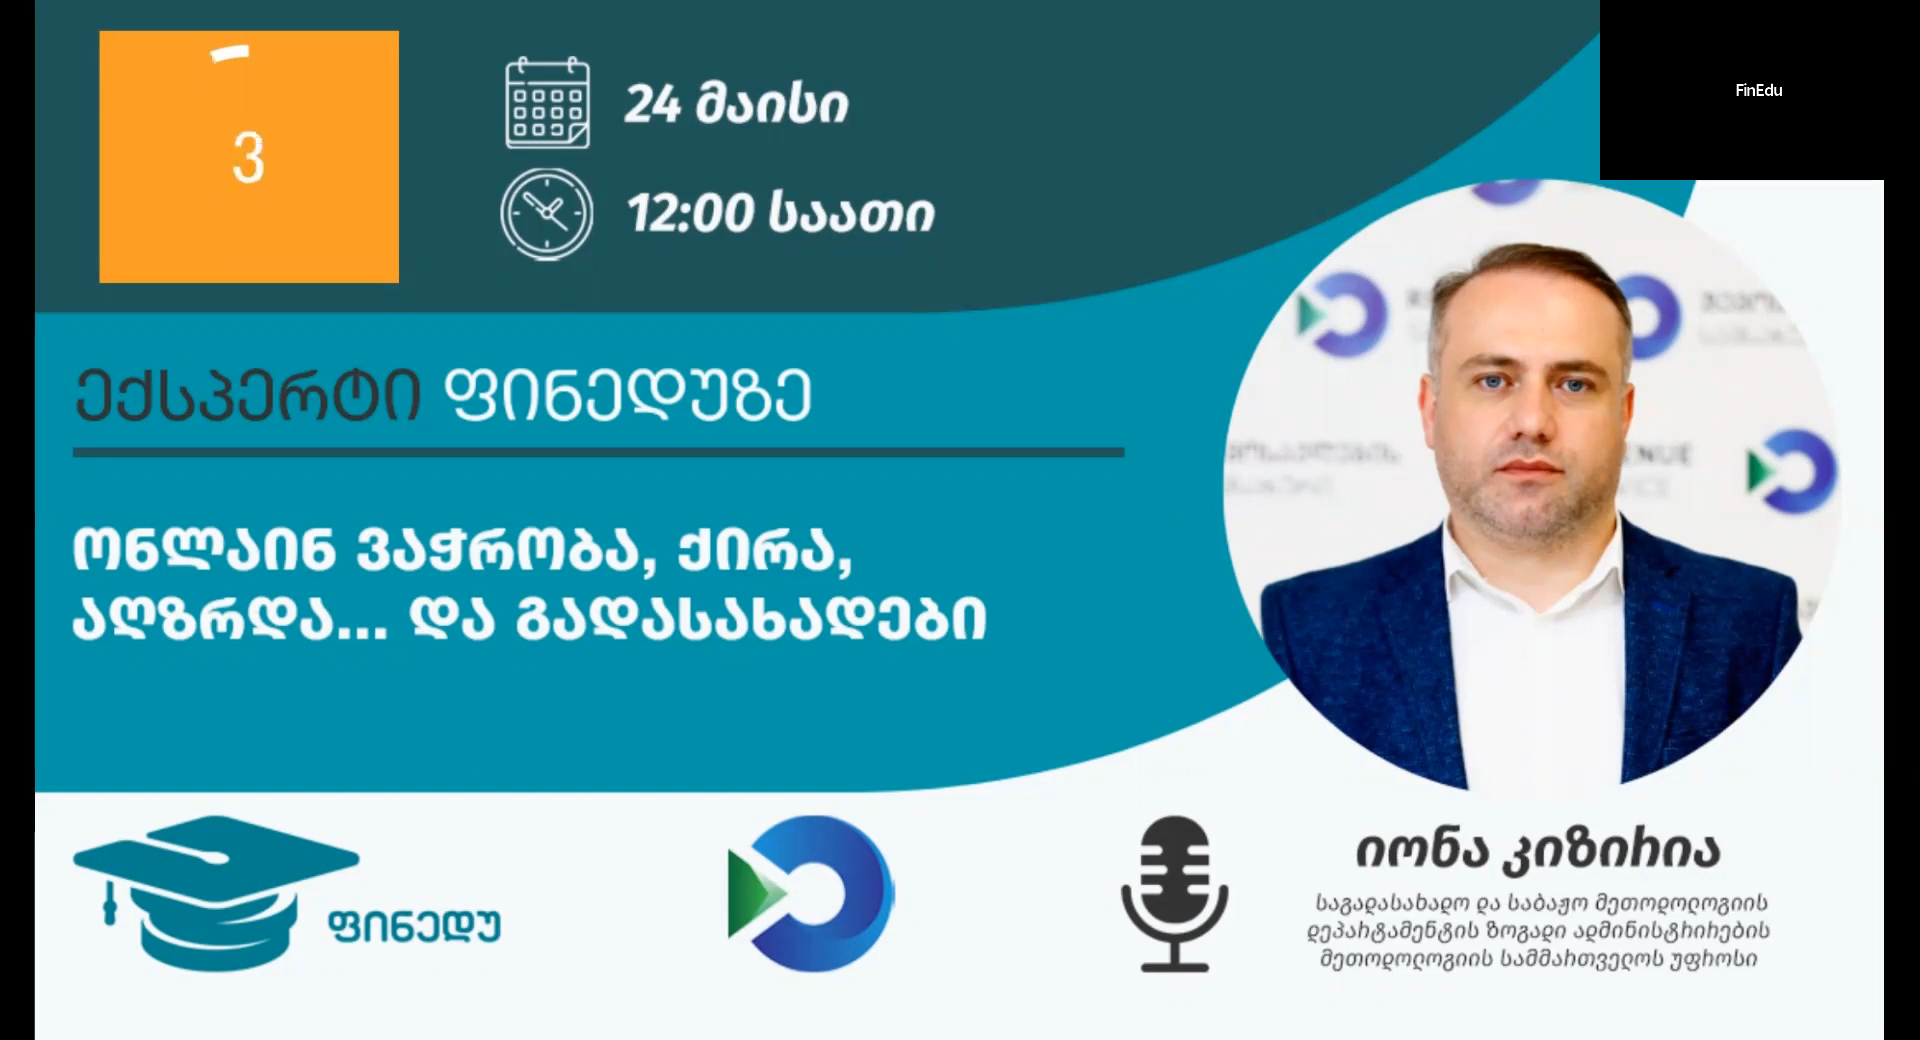 3
24 მაისი
12:00 საათი
FinEdu
ექსპერტი ფინედუზე
ონლაინ ვაჭრობა, ქირა,
აღზრდა... და გადასახადები
ფინედუ
იონა კიზირია
საგადასახადო და საბაჟო მეთოდოლოგიის
დეპარტამენტის ზოგადი ადმინისტრირების
მეთოდოლოგიის სამმართველოს უფროსი